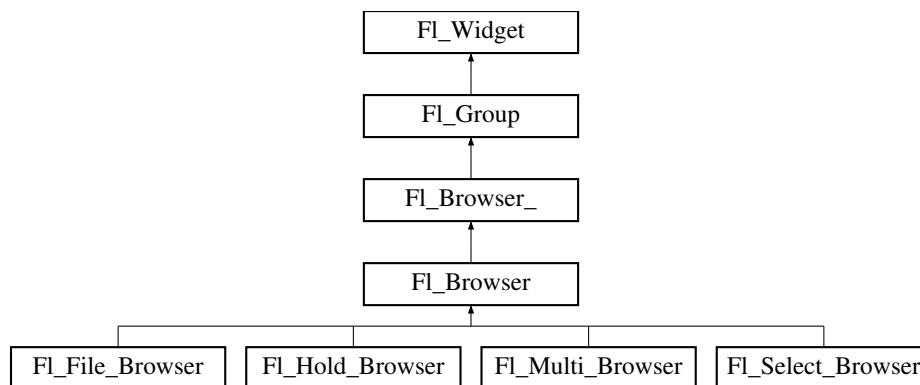 Fl_Widget
Fl_Group
Fl_Browser_
Fl_Browser
Fl_File_Browser Fl_Hold_Browser Fl_Multi_Browser Fl_Select_Browser